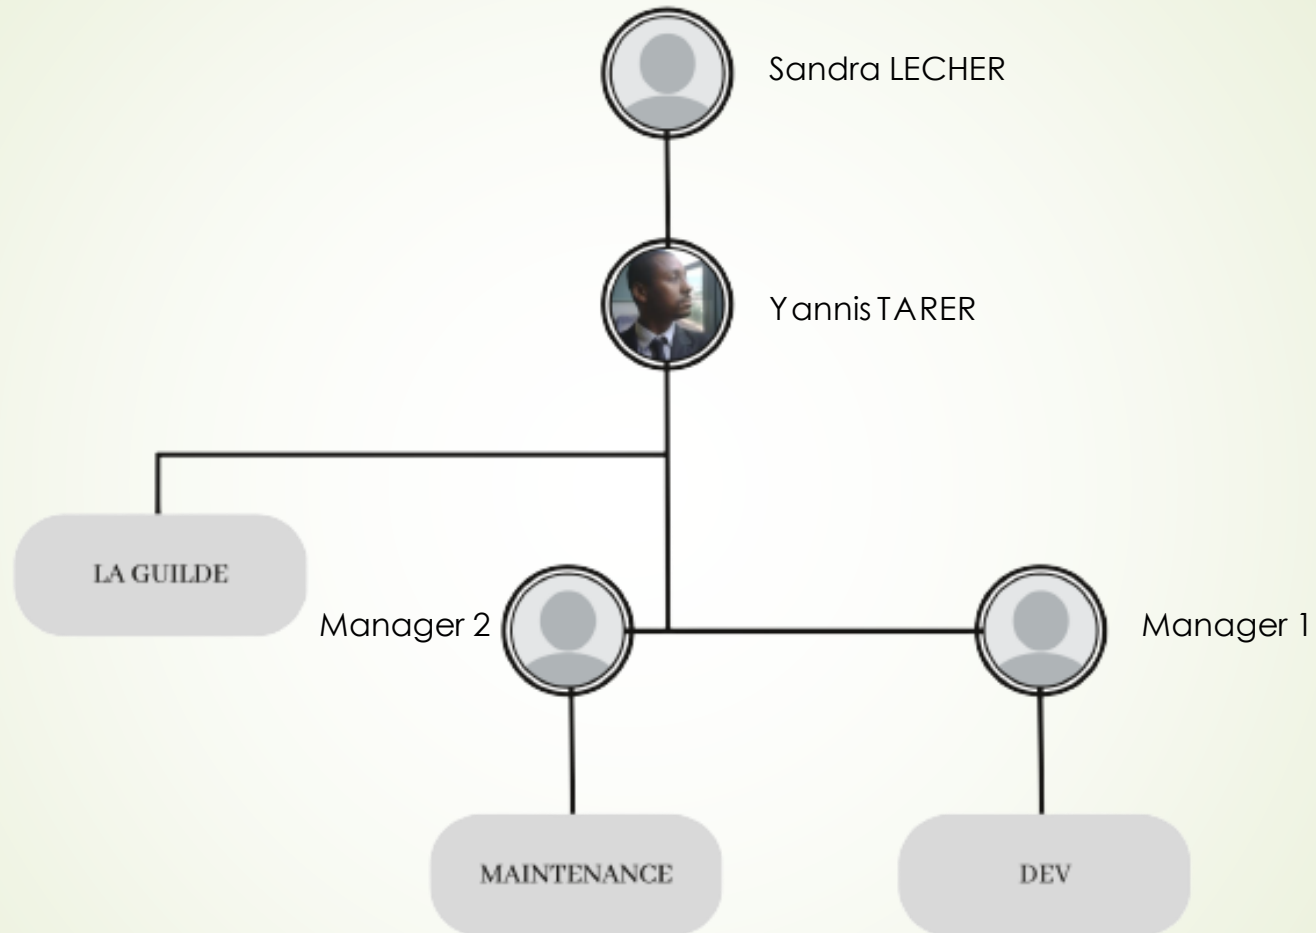 Sandra LECHER
Yannis TARER
LA GUILDE
Manager 2
Manager 1
MAINTENANCE
DEV